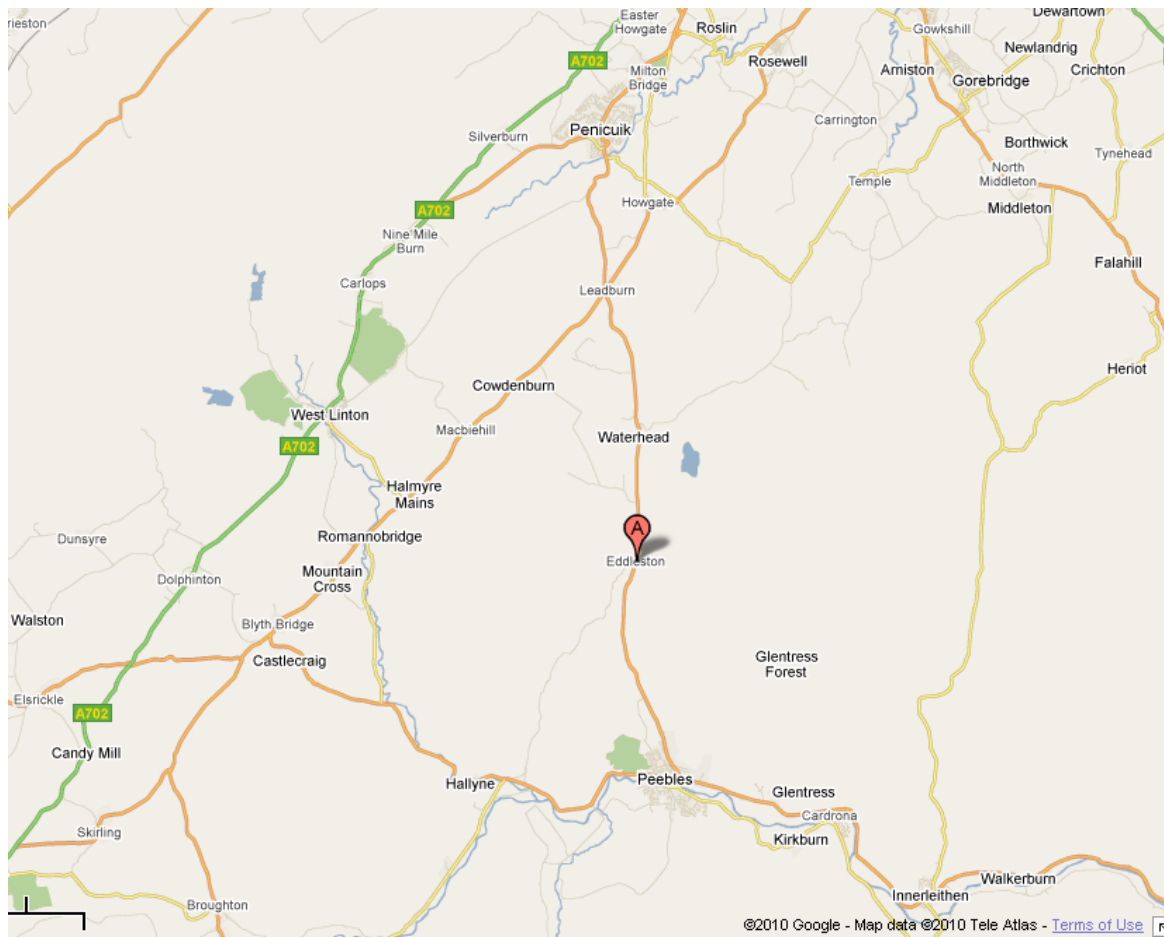 Dewartown
Easter
Howgate
Roslin
Gowkshill
Newlandrig
A702
Rosewell
Milton
Bridge
Arniston
Gorebridge
Crichton
Carrington
Penicuik
Silverburn
Borthwick
Tynehead
North
Middleton
Temple
Howgate
A702
Middleton
Nine Mile
Burn
Falahill
Carlops
Leadburn
Heriot
Cowdenburn
West Linton
Macbiehill
Waterhead
A702
Halmyre
Mains
A
Romannobridge
Dunsyre
Eddleston
Mountain
Cross
Dolphinton
Walston
Blyth Bridge
Castlecraig
Glentress
Forest
Elsrickle
A702
Candy Mill
Hallyne
Peebles
Glentress
Cardrona
Skirling
Kirkburn
Walkerburn
Innerleithen
Broughton
©2010 Google - Map data ©2010 Tele Atlas - Terms of Use